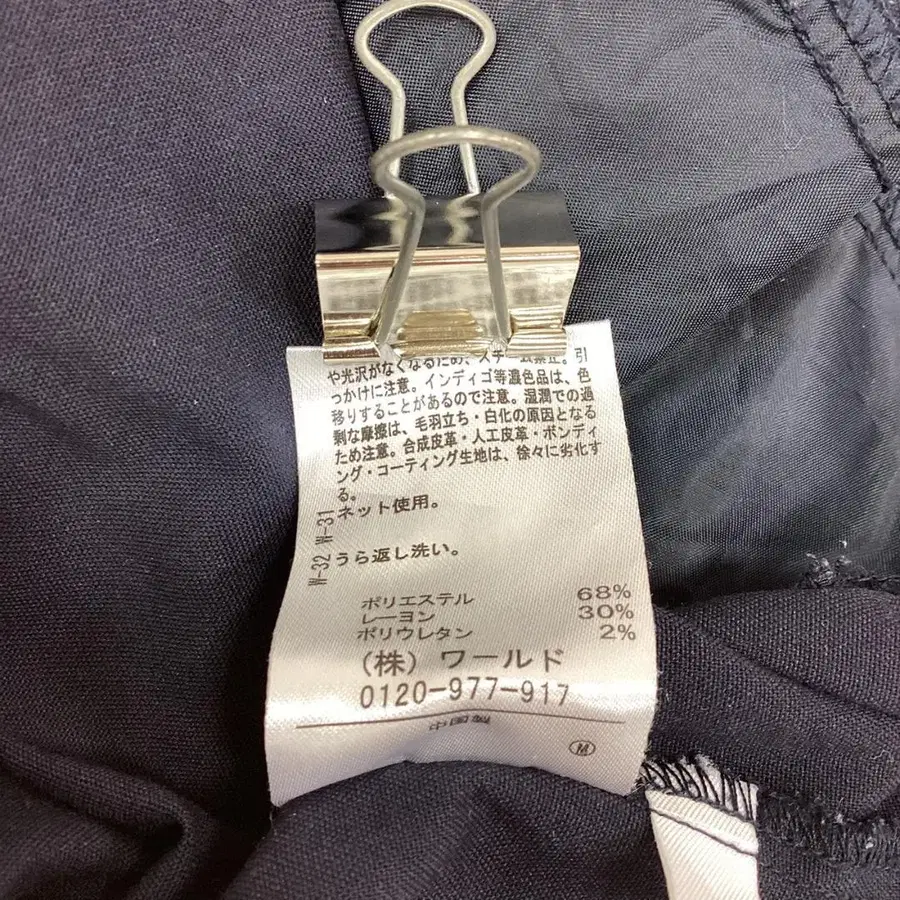 や光沢がなくなるため、スチーム禁止。引
っかけに注意。インディゴ等濃色品は、色
移りすることがあるので注意。湿潤での過
剰な摩擦は、毛羽立ち・白化の原因となる
ため注意。合成皮革・人工皮革・ボンディ
ング・コーティング生地は、徐々に劣化す
る。
W-31 ネット使用。
W-32 うら返し洗い。
ポリエステル 68%
レーヨン 30%
ポリウレタン 2%
(株) ワールド
0120-977-917
中国製
Ⓜ